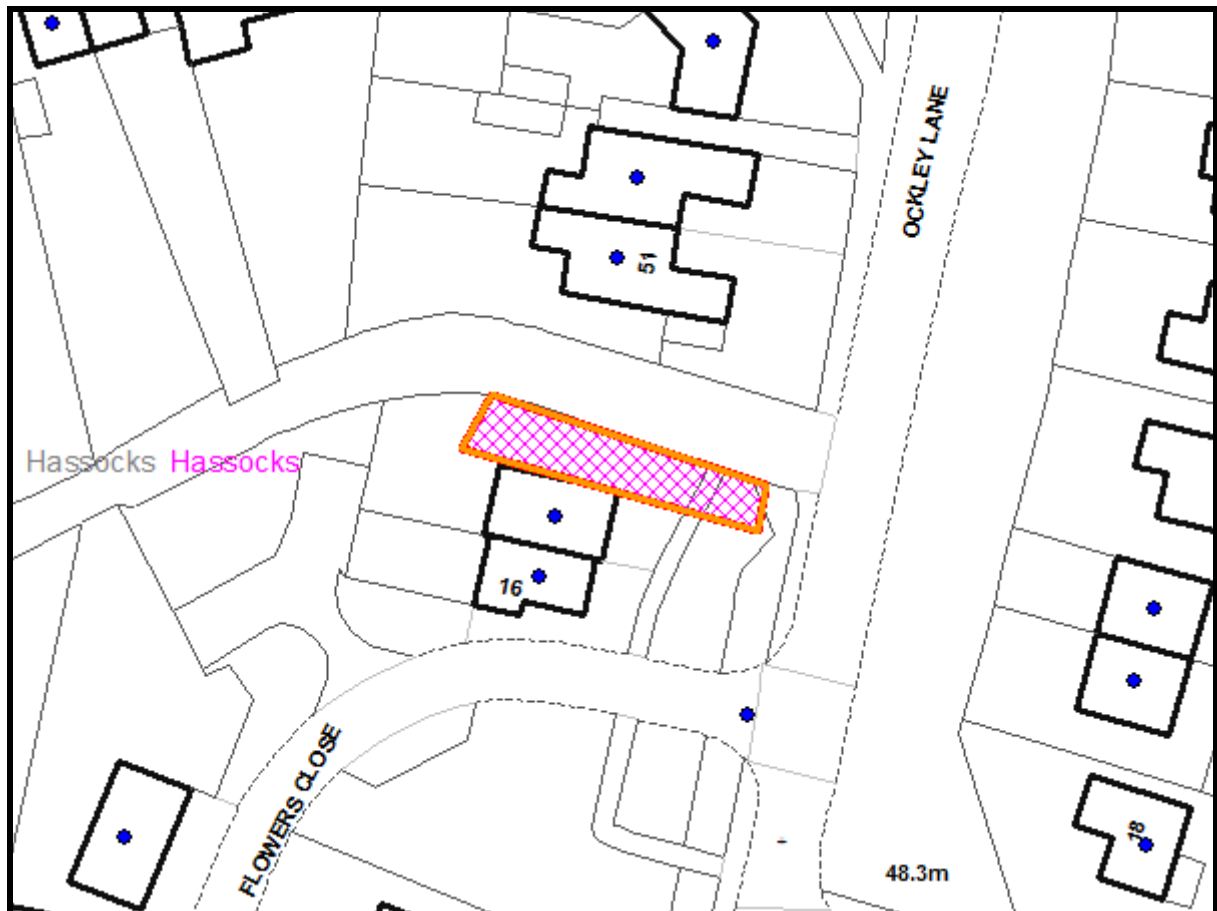 OCKLEY LANE
51
Hassocks Hassocks
16
FLOWERS CLOSE
18
48.3m